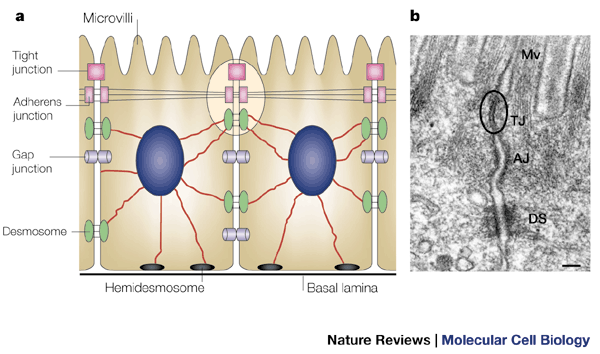 a
Microvilli
Tight
junction
Adherens
junction
Gap
junction
Desmosome
Hemidesmosome
Basal lamina
b
Mv
TJ
AJ
DS
Nature Reviews | Molecular Cell Biology